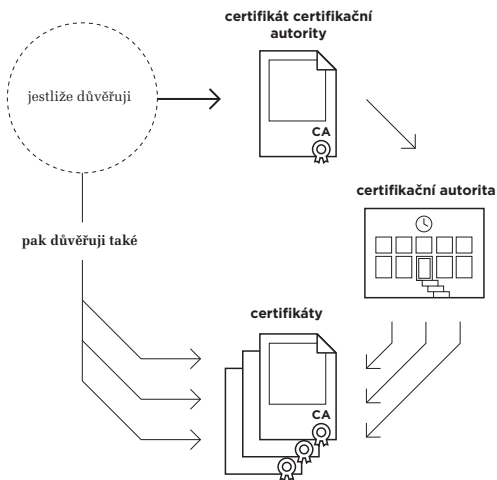 certifikát certifikační
autority
jestliže důvěřuji
CA
certifikační autorita
pak důvěřuji také
certifikáty
CA